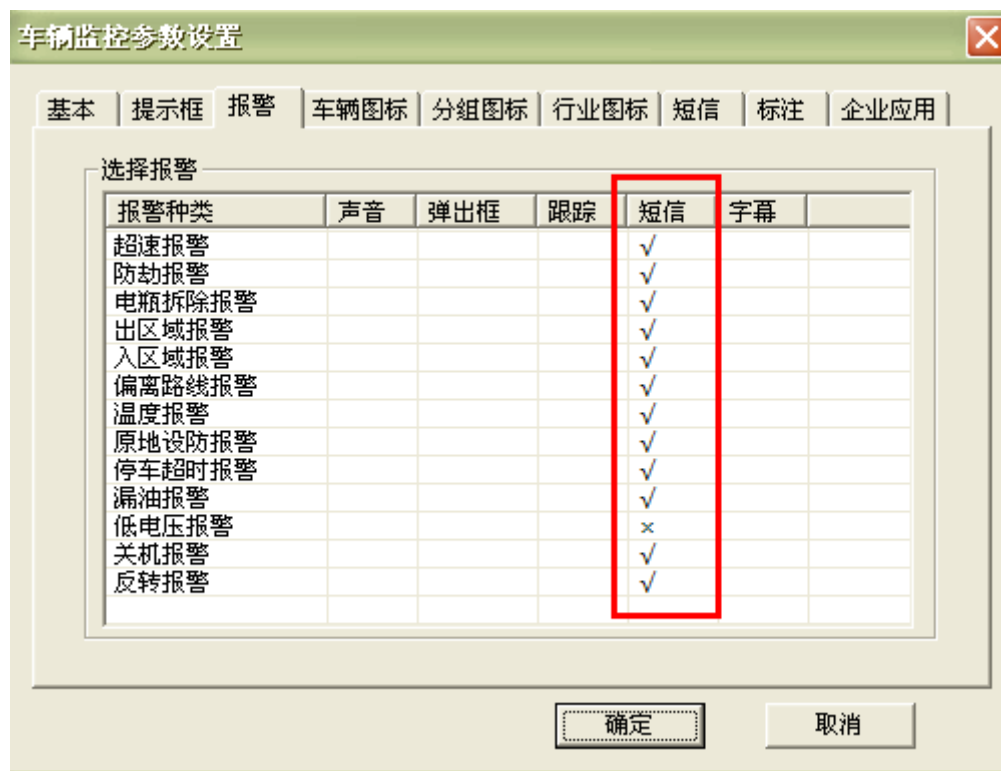 车辆监控参数设置
基本 提示框 报警 车辆图标 分组图标 行业图标 短信 标注 企业应用
选择报警
报警种类 声音 弹出框 跟踪 短信 字幕
超速报警 √
防劫报警 √
电瓶拆除报警 √
出区域报警 √
入区域报警 √
偏离路线报警 √
温度报警 √
原地设防报警 √
停车超时报警 √
漏油报警 √
低电压报警 ×
关机报警 √
反转报警 √
确定 取消